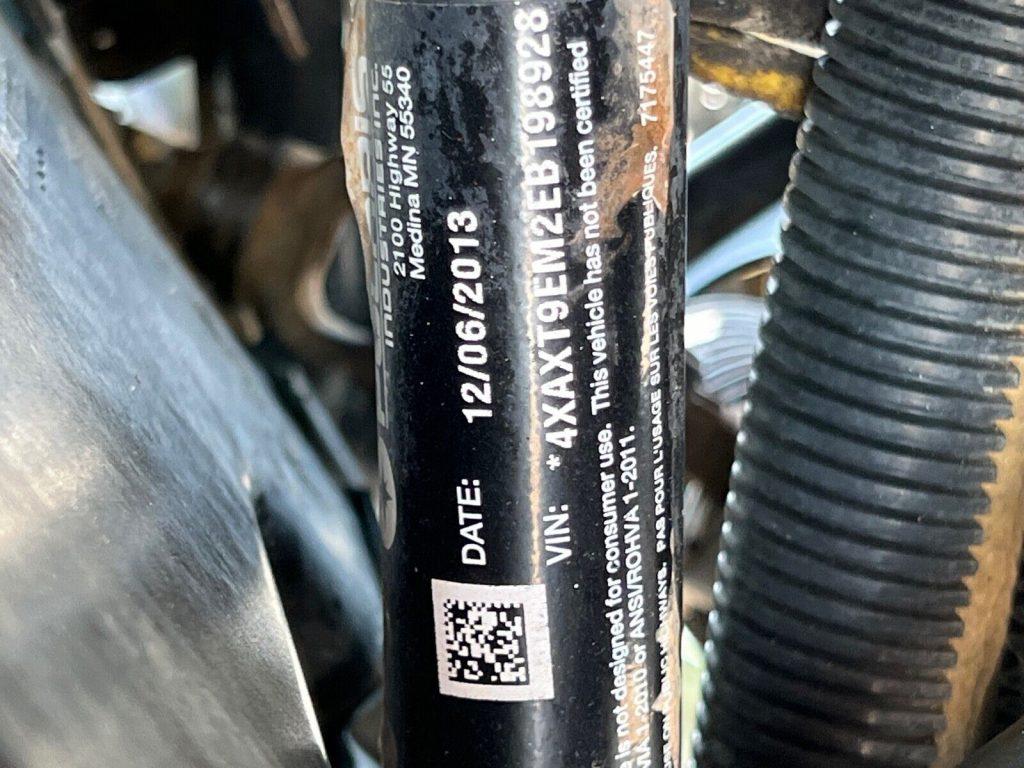 POLARIS
INDUSTRIES INC.
2100 Highway 55
Medina MN 55340
DATE: 12/06/2013
VIN: *4XAXT9EM2EB198928
This vehicle has not been certified
is not designed for consumer use.
1-2010 or ANSI/ROHVA 1-2011.
PAS POUR L'USAGE SUR LES VOIES PUBLIQUES. 7175447